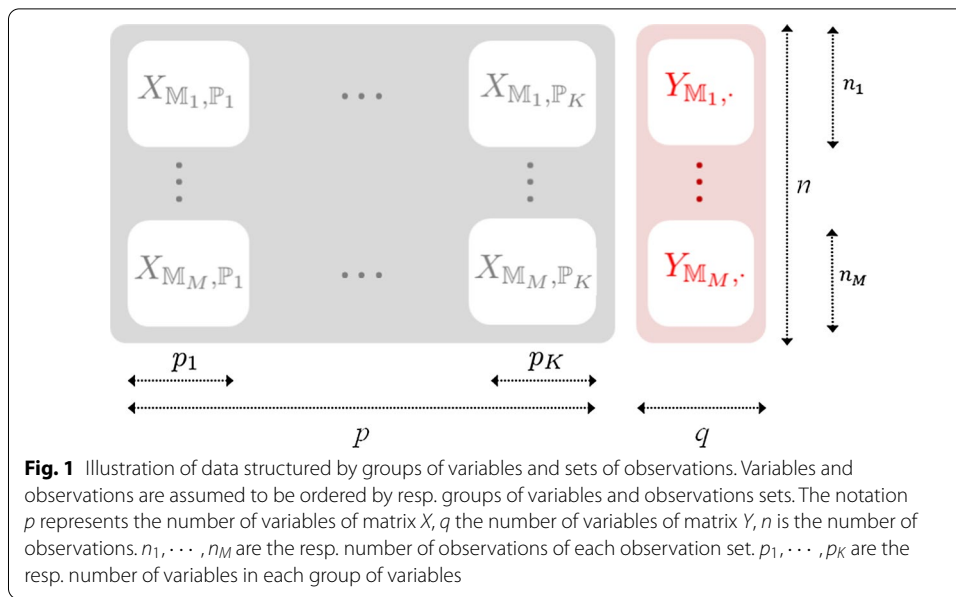 X_{𝕄_1,ℙ_1} ··· X_{𝕄_1,ℙ_K} Y_{𝕄_1,·} n_1
n
X_{𝕄_M,ℙ_1} ··· X_{𝕄_M,ℙ_K} Y_{𝕄_M,·} n_M
p_1 p_K
p q
Fig. 1 Illustration of data structured by groups of variables and sets of observations. Variables and
observations are assumed to be ordered by resp. groups of variables and observations sets. The notation
p represents the number of variables of matrix X, q the number of variables of matrix Y, n is the number of
observations. n_1, ··· , n_M are the resp. number of observations of each observation set. p_1, ··· , p_K are the
resp. number of variables in each group of variables